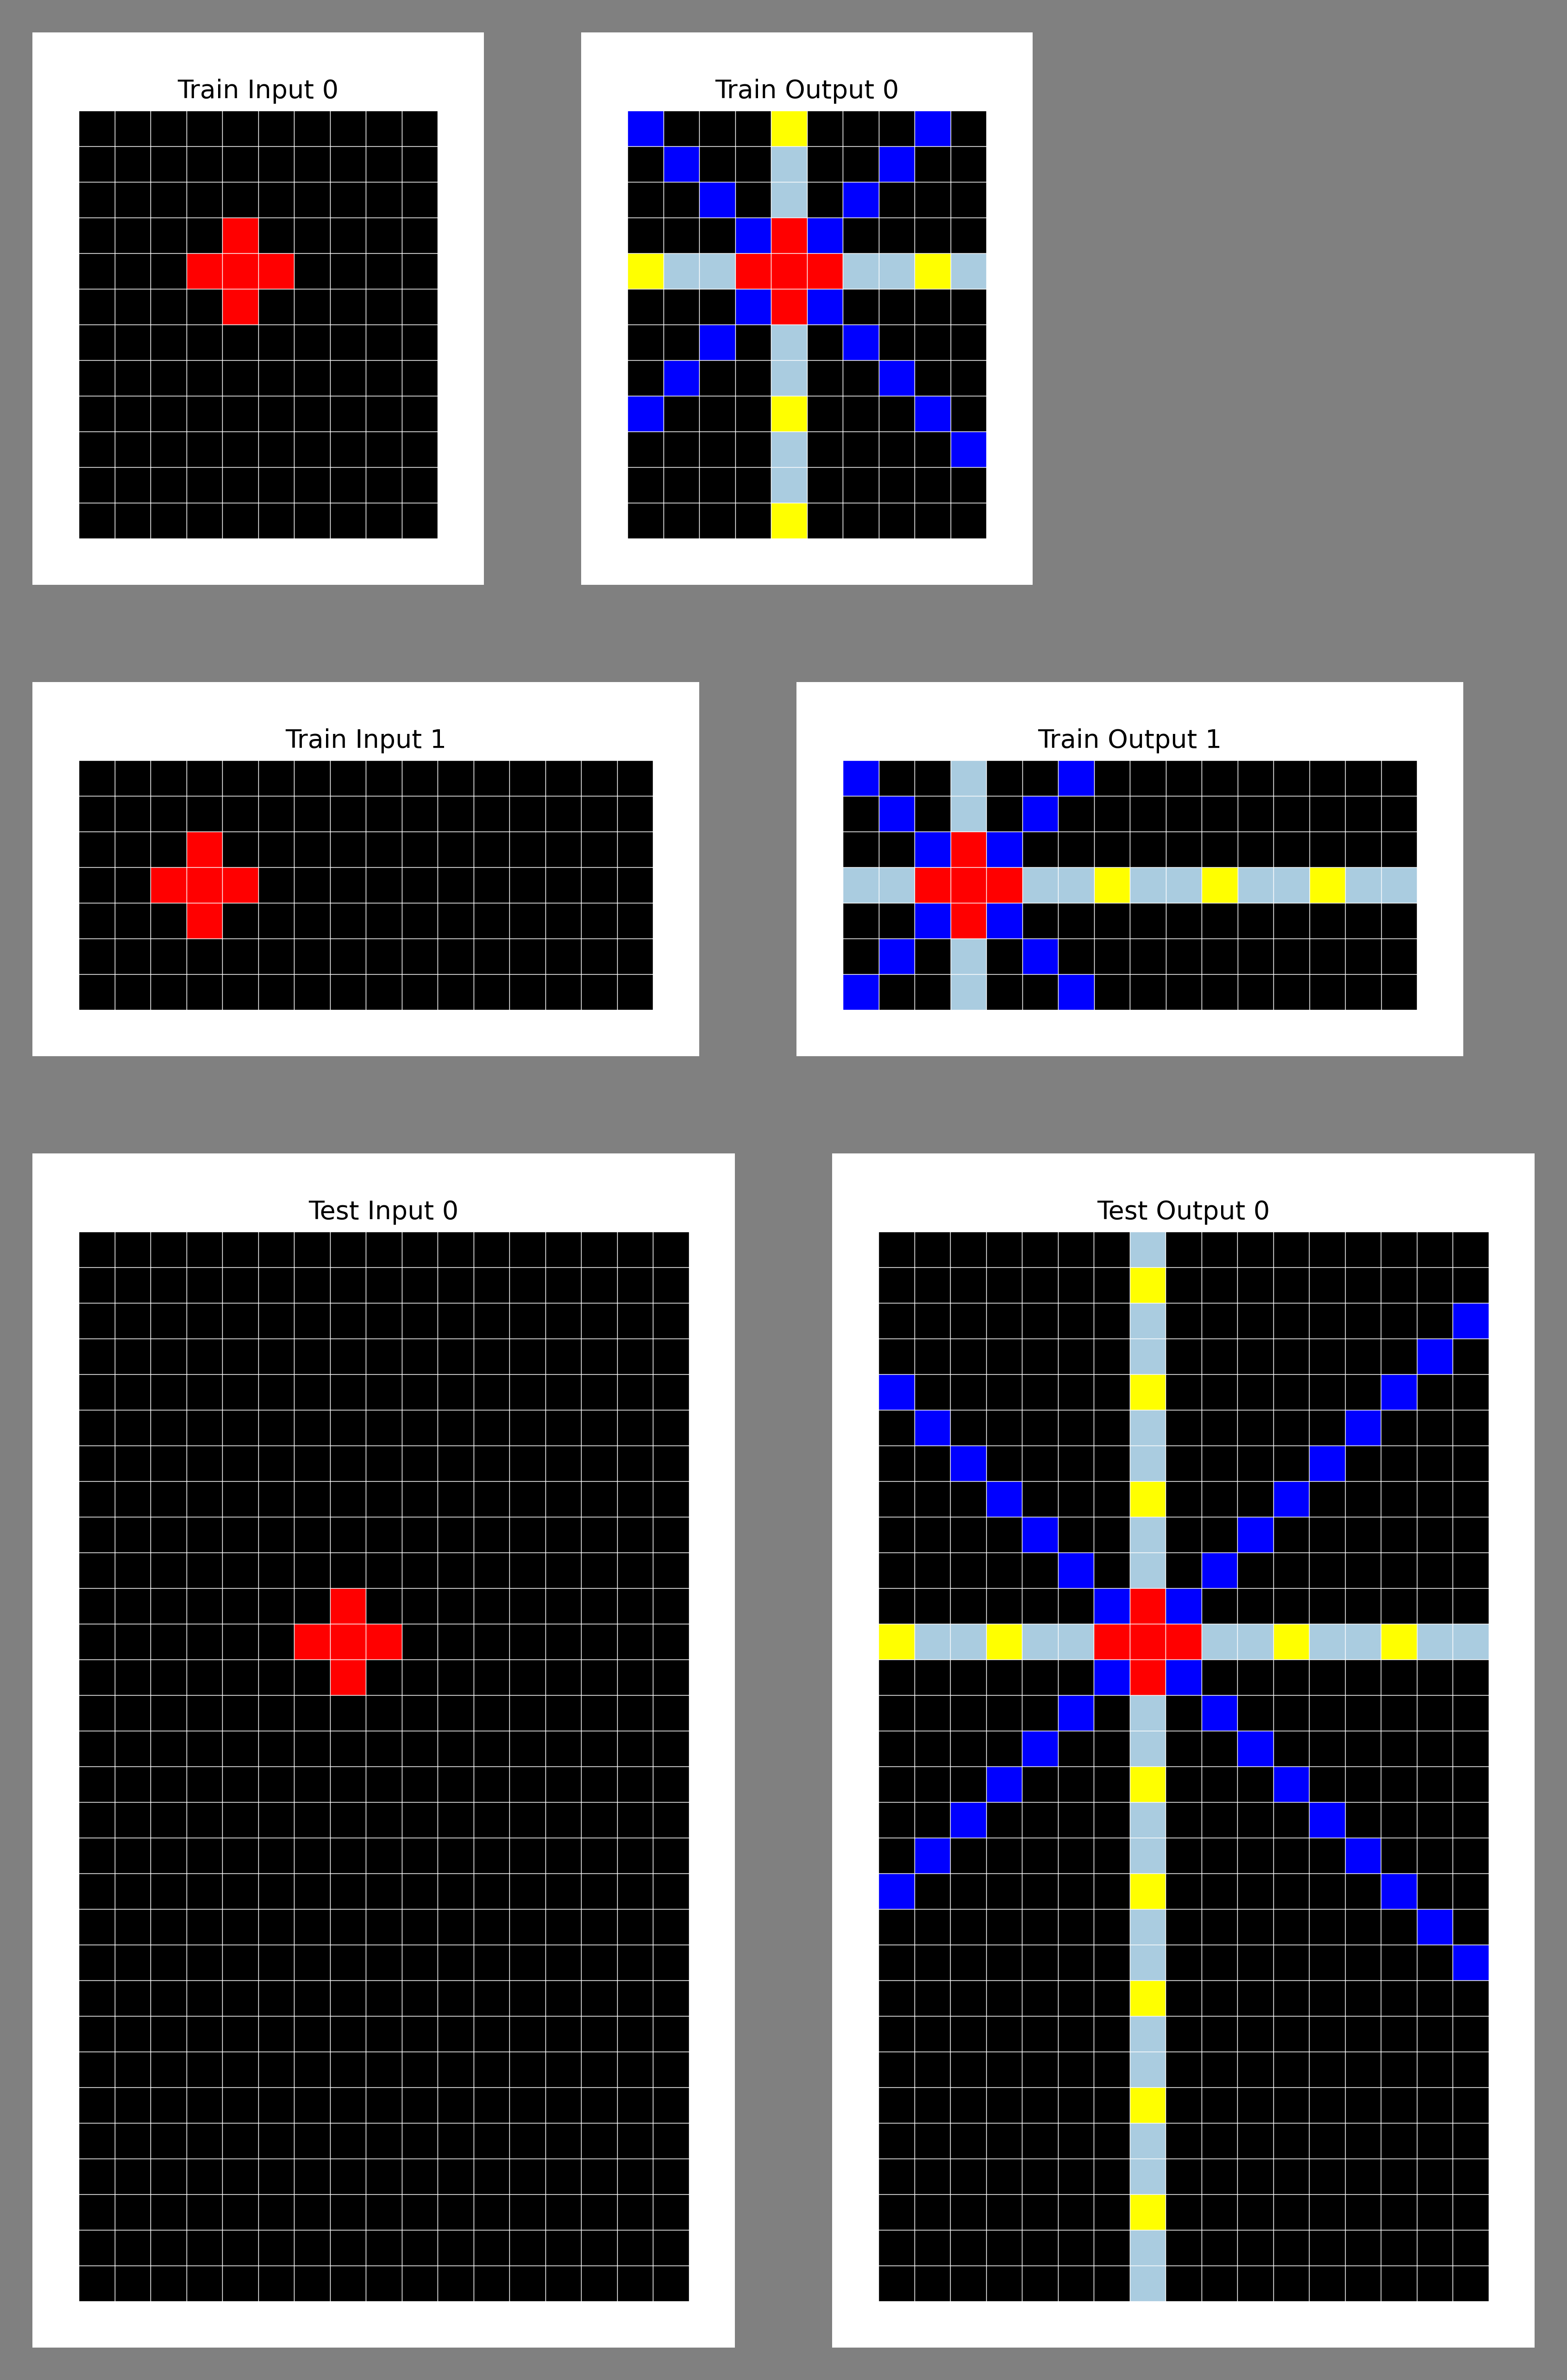 Train Input 0
Train Output 0
Train Input 1
Train Output 1
Test Input 0
Test Output 0